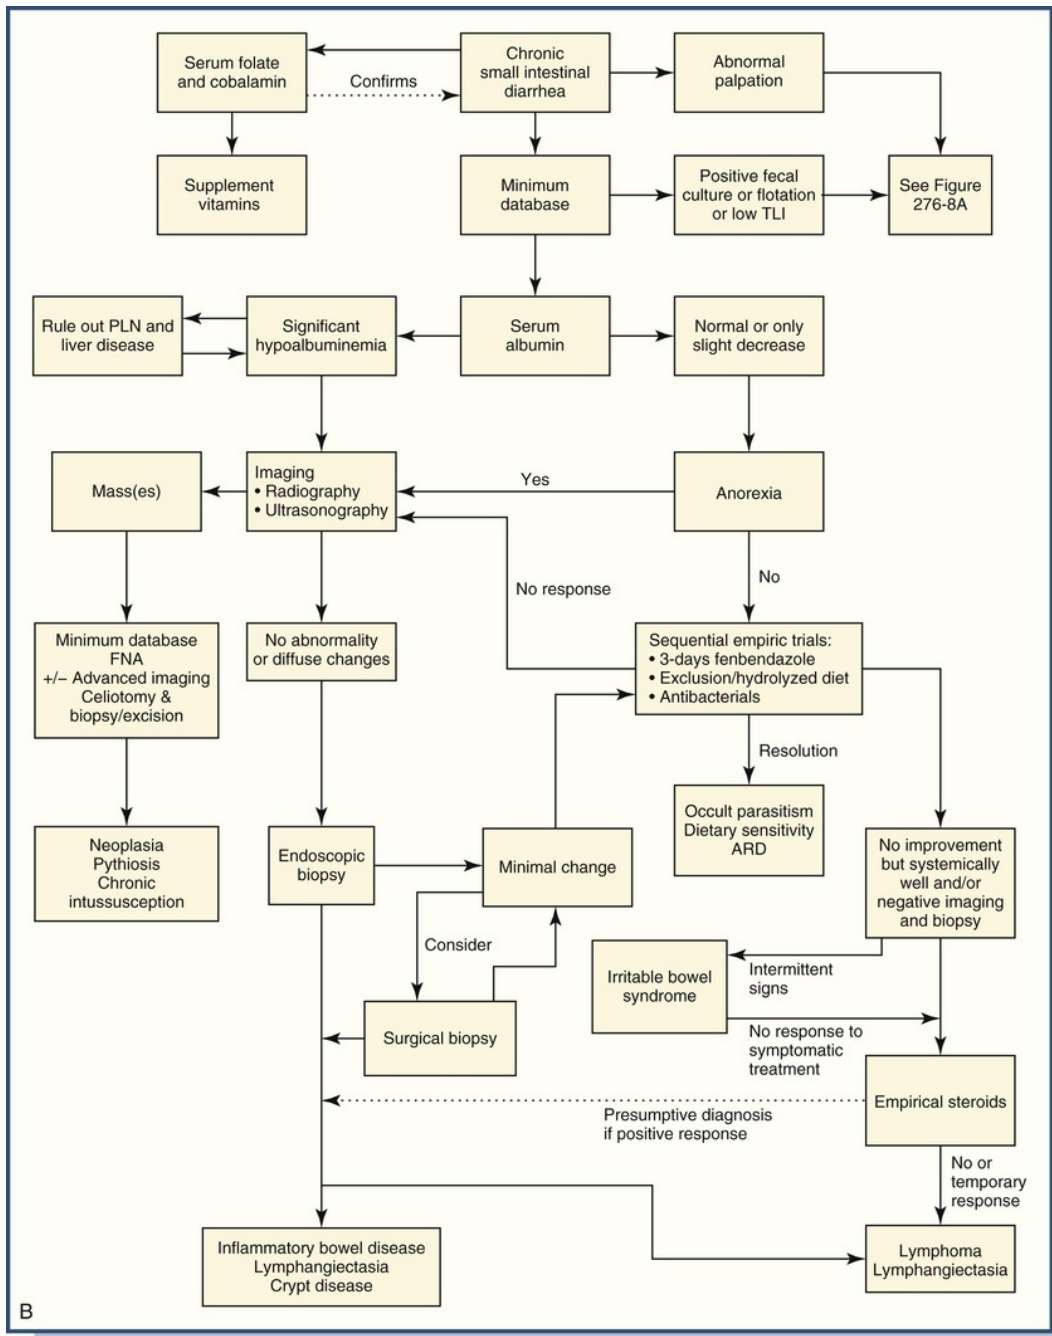 Serum folate
and cobalamin
Confirms
Chronic
small intestinal
diarrhea
Abnormal
palpation
Supplement
vitamins
Minimum
database
Positive fecal
culture or flotation
or low TLI
See Figure
276-8A
Rule out PLN and
liver disease
Significant
hypoalbuminemia
Serum
albumin
Normal or only
slight decrease
Mass(es)
Imaging
• Radiography
• Ultrasonography
Yes
Anorexia
No response
No
Minimum database
FNA
+/– Advanced imaging
Celiotomy &
biopsy/excision
No abnormality
or diffuse changes
Sequential empiric trials:
• 3-days fenbendazole
• Exclusion/hydrolyzed diet
• Antibacterials
Resolution
Neoplasia
Pythiosis
Chronic
intussusception
Endoscopic
biopsy
Minimal change
Occult parasitism
Dietary sensitivity
ARD
No improvement
but systemically
well and/or
negative imaging
and biopsy
Consider
Irritable bowel
syndrome
Intermittent
signs
Surgical biopsy
No response to
symptomatic
treatment
Empirical steroids
Presumptive diagnosis
if positive response
No or
temporary
response
Inflammatory bowel disease
Lymphangiectasia
Crypt disease
Lymphoma
Lymphangiectasia
B